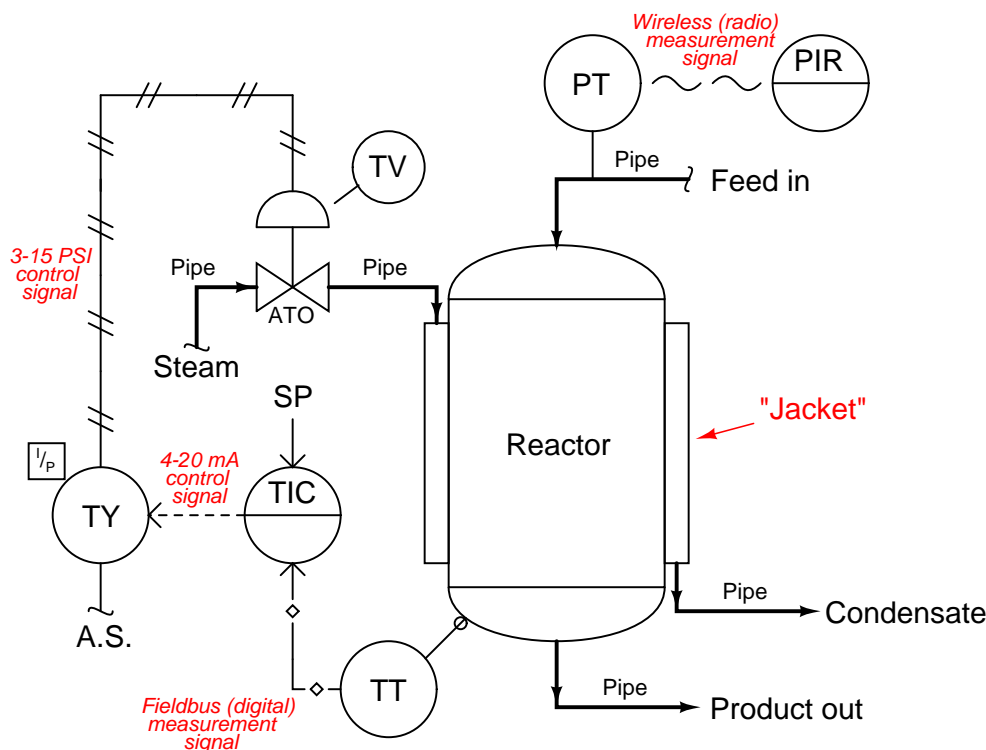 Wireless (radio)
measurement
signal
PT
PIR
Pipe
Feed in
TV
3-15 PSI
control
signal
Pipe
Pipe
ATO
Steam
SP
"Jacket"
Reactor
I/P
4-20 mA
control
signal
TIC
TY
A.S.
Pipe
Condensate
TT
Fieldbus (digital)
measurement
signal
Pipe
Product out